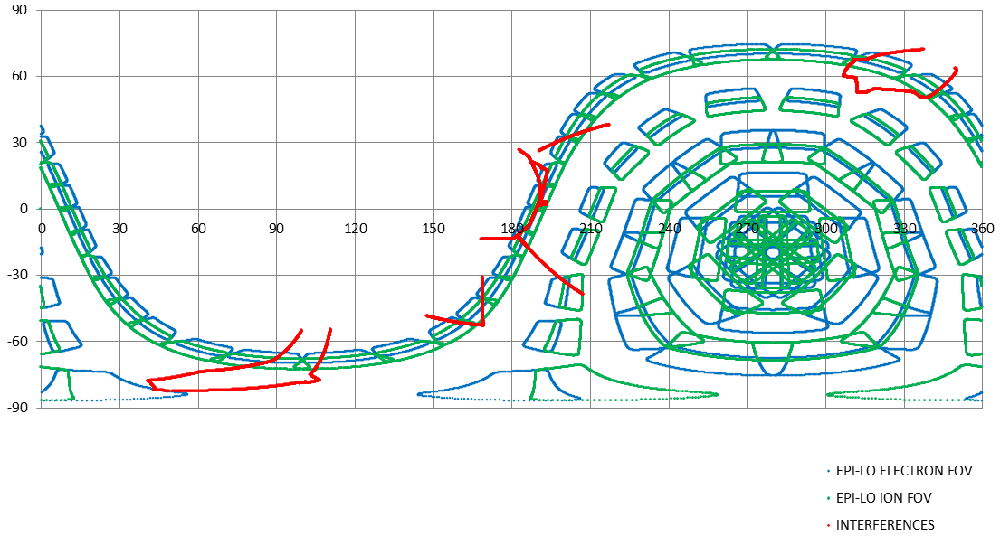 90
60
30
0
0 30 60 90 120 150 180 210 240 270 300 330 360
-30
-60
-90
EPI-LO ELECTRON FOV
EPI-LO ION FOV
INTERFERENCES